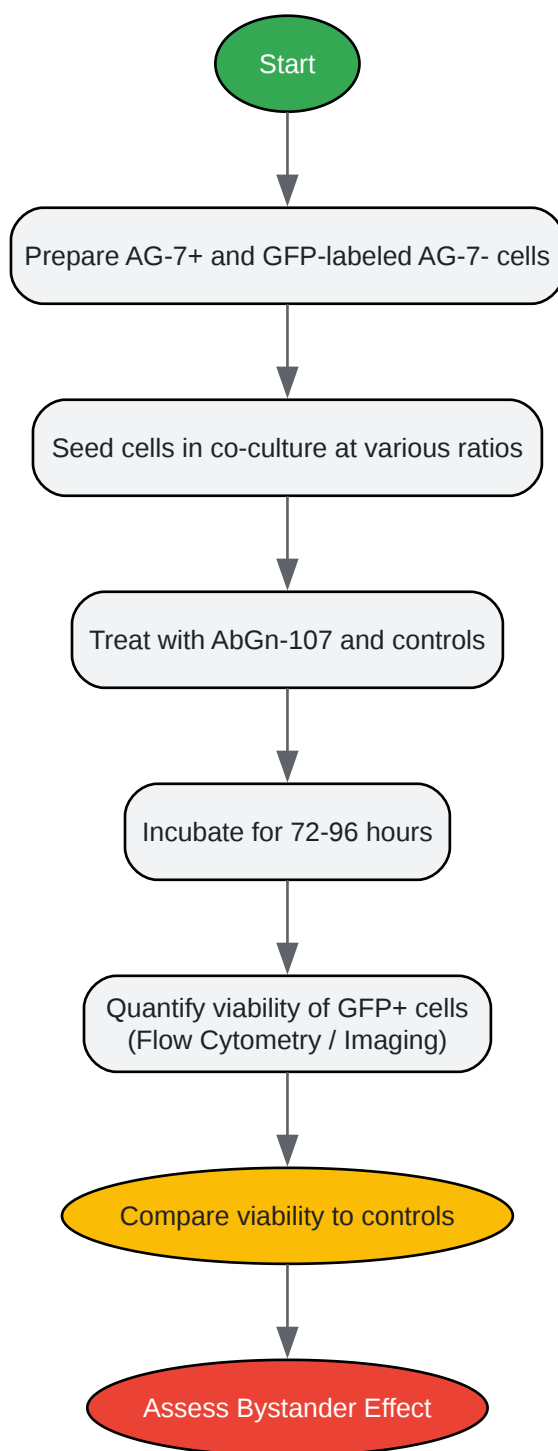 Start
Prepare AG-7+ and GFP-labeled AG-7- cells
Seed cells in co-culture at various ratios
Treat with AbGn-107 and controls
Incubate for 72-96 hours
Quantify viability of GFP+ cells
(Flow Cytometry / Imaging)
Compare viability to controls
Assess Bystander Effect